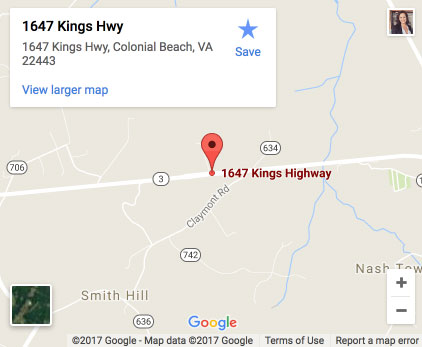 1647 Kings Hwy
1647 Kings Hwy, Colonial Beach, VA
22443
Save
View larger map
634
706
3
1647 Kings Highway
Claymont Rd
742
Nash Tow
Smith Hill
636
+
−
Google
©2017 Google - Map data ©2017 Google Terms of Use Report a map error